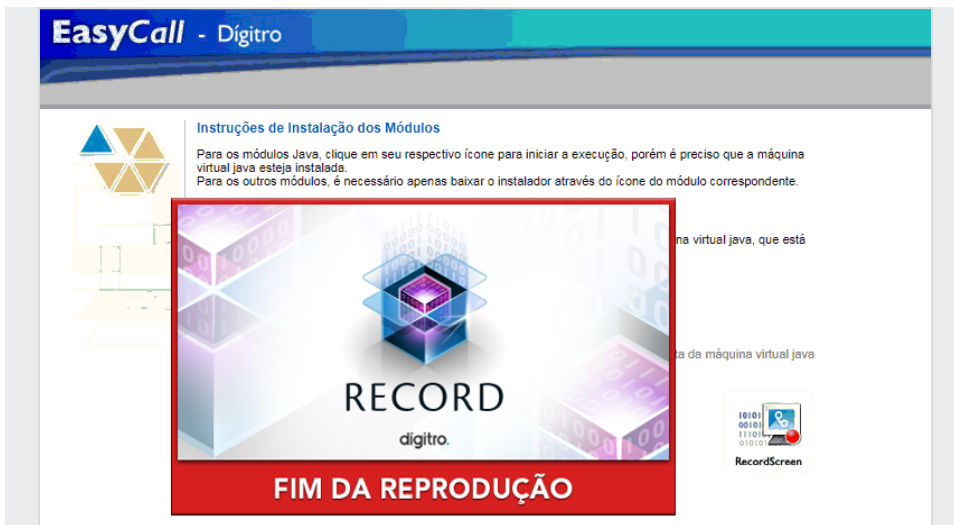 EasyCall - Dígitro
Instruções de Instalação dos Módulos
Para os módulos Java, clique em seu respectivo ícone para iniciar a execução, porém é preciso que a máquina
virtual java esteja instalada.
Para os outros módulos, é necessário apenas baixar o instalador através do ícone do módulo correspondente.
na virtual java, que está
ta da máquina virtual java
RECORD
dígitro.
RecordScreen
FIM DA REPRODUÇÃO